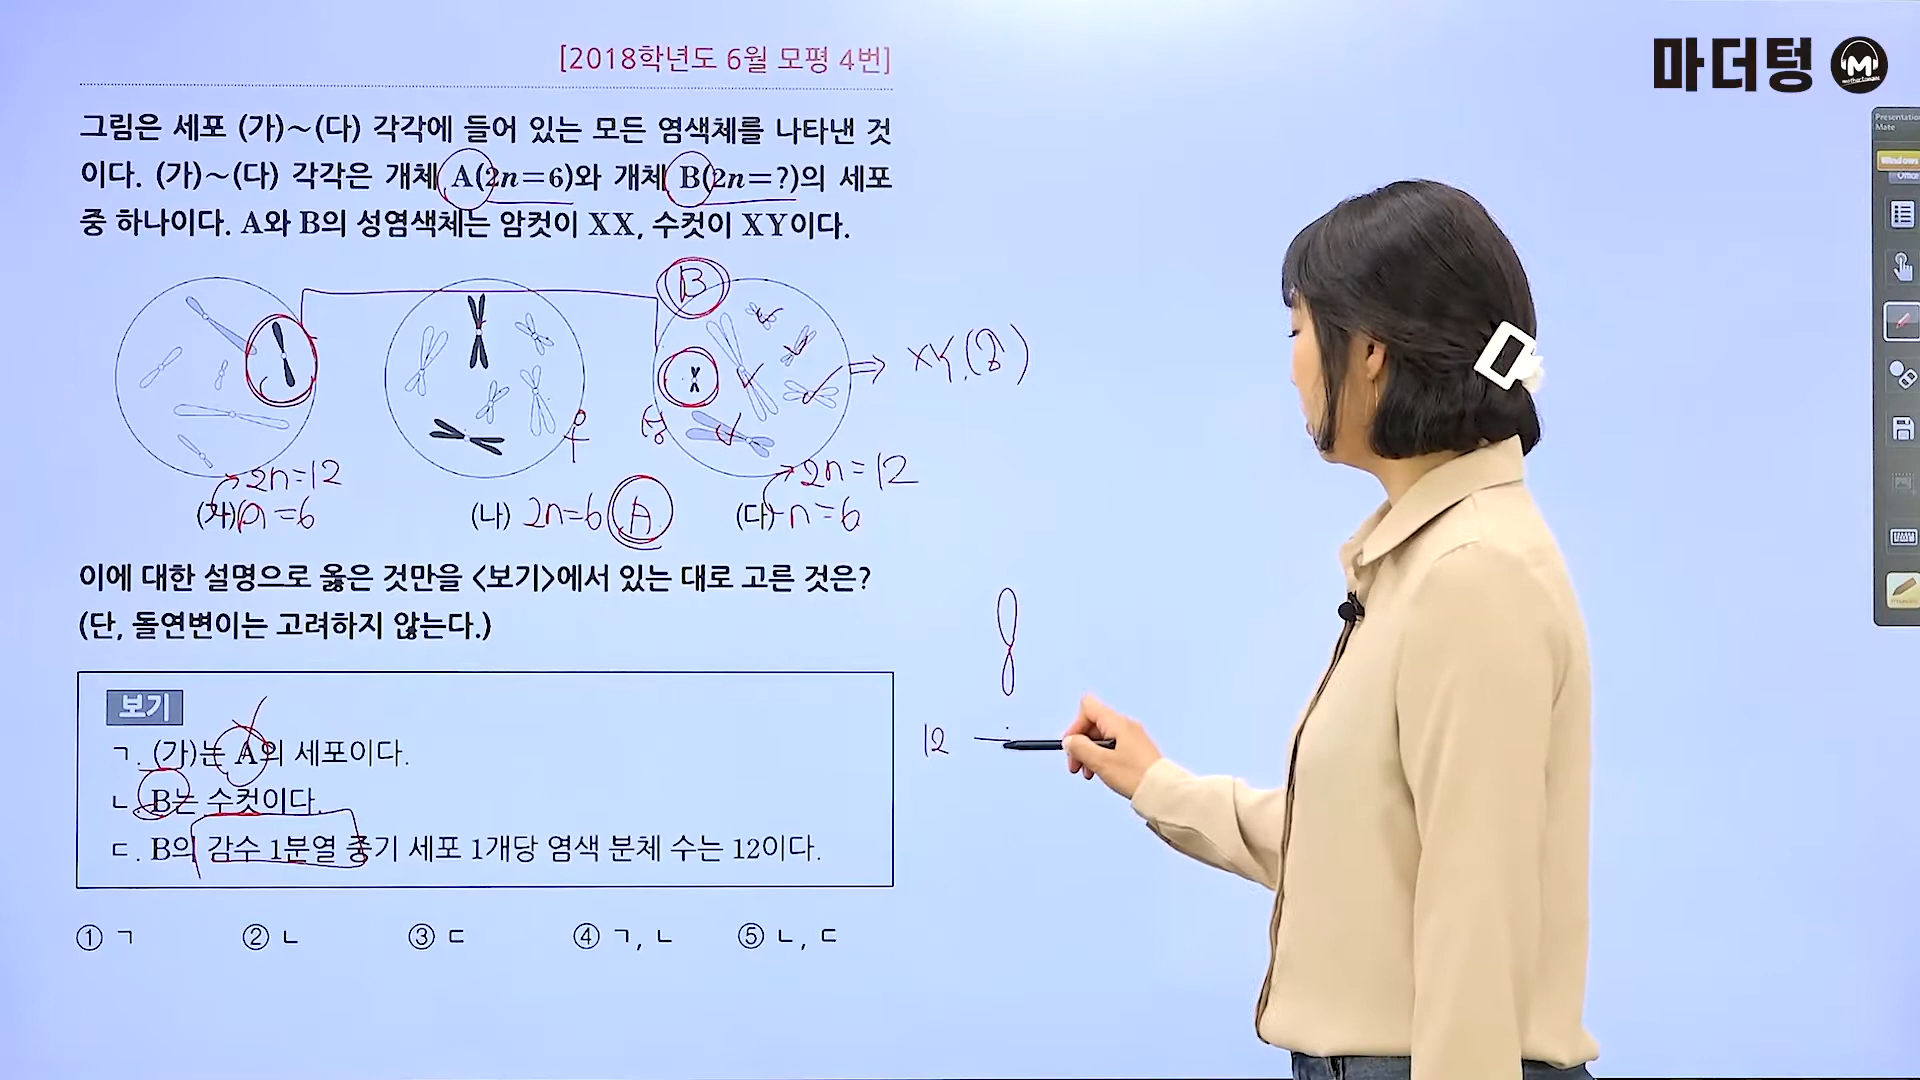 마더텅
M
Presentation
Mate
Windows
Office
[2018학년도 6월 모평 4번]
그림은 세포 (가)~(다) 각각에 들어 있는 모든 염색체를 나타낸 것
이다. (가)~(다) 각각은 개체 A(2n=6)와 개체 B(2n=?)의 세포
중 하나이다. A와 B의 성염색체는 암컷이 XX, 수컷이 XY이다.
B
XY(♂)
♀
2n=12
2n=12
(가) n=6
(나) 2n=6 A
(다) n=6
이에 대한 설명으로 옳은 것만을 <보기>에서 있는 대로 고른 것은?
(단, 돌연변이는 고려하지 않는다.)
보기
ㄱ. (가)는 A의 세포이다.
ㄴ. B는 수컷이다.
ㄷ. B의 감수 1분열 중기 세포 1개당 염색 분체 수는 12이다.
12
① ㄱ ② ㄴ ③ ㄷ ④ ㄱ, ㄴ ⑤ ㄴ, ㄷ